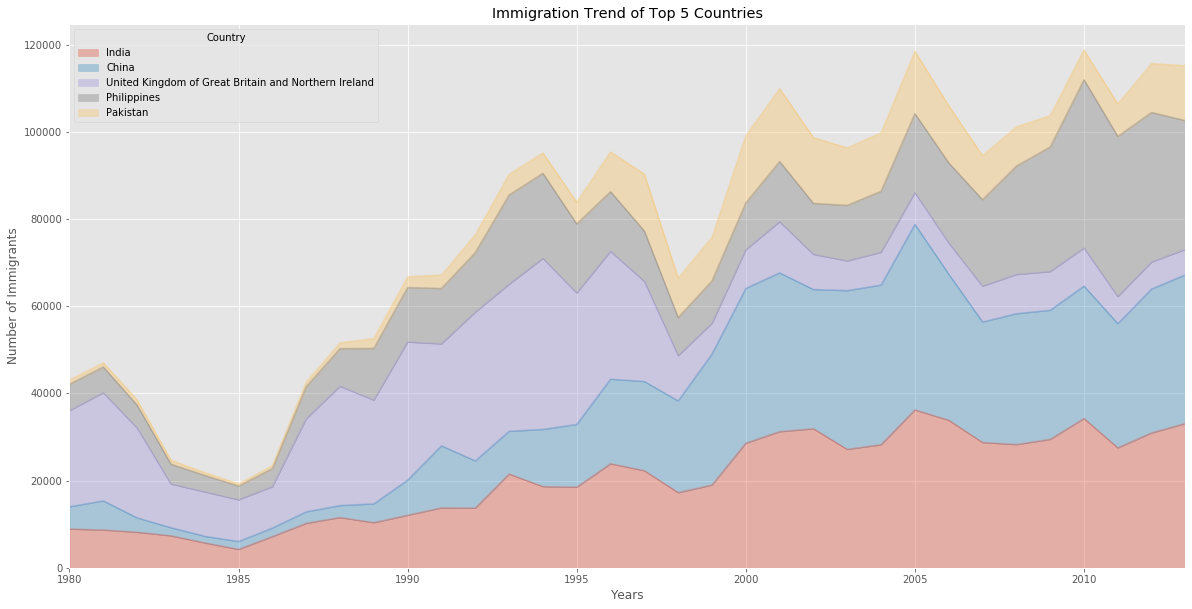 Immigration Trend of Top 5 Countries
Country
India
China
United Kingdom of Great Britain and Northern Ireland
Philippines
Pakistan
Number of Immigrants
120000
100000
80000
60000
40000
20000
0
1980
1985
1990
1995
2000
2005
2010
Years